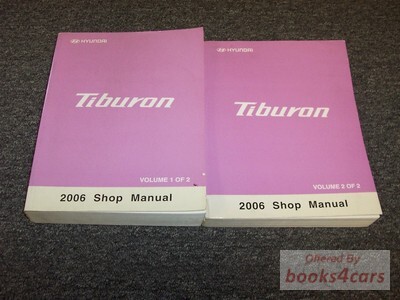 HYUNDAI
Tiburon
VOLUME 1 OF 2
2006 Shop Manual
HYUNDAI
Tiburon
VOLUME 2 OF 2
2006 Shop Manual
Offered By
books4cars